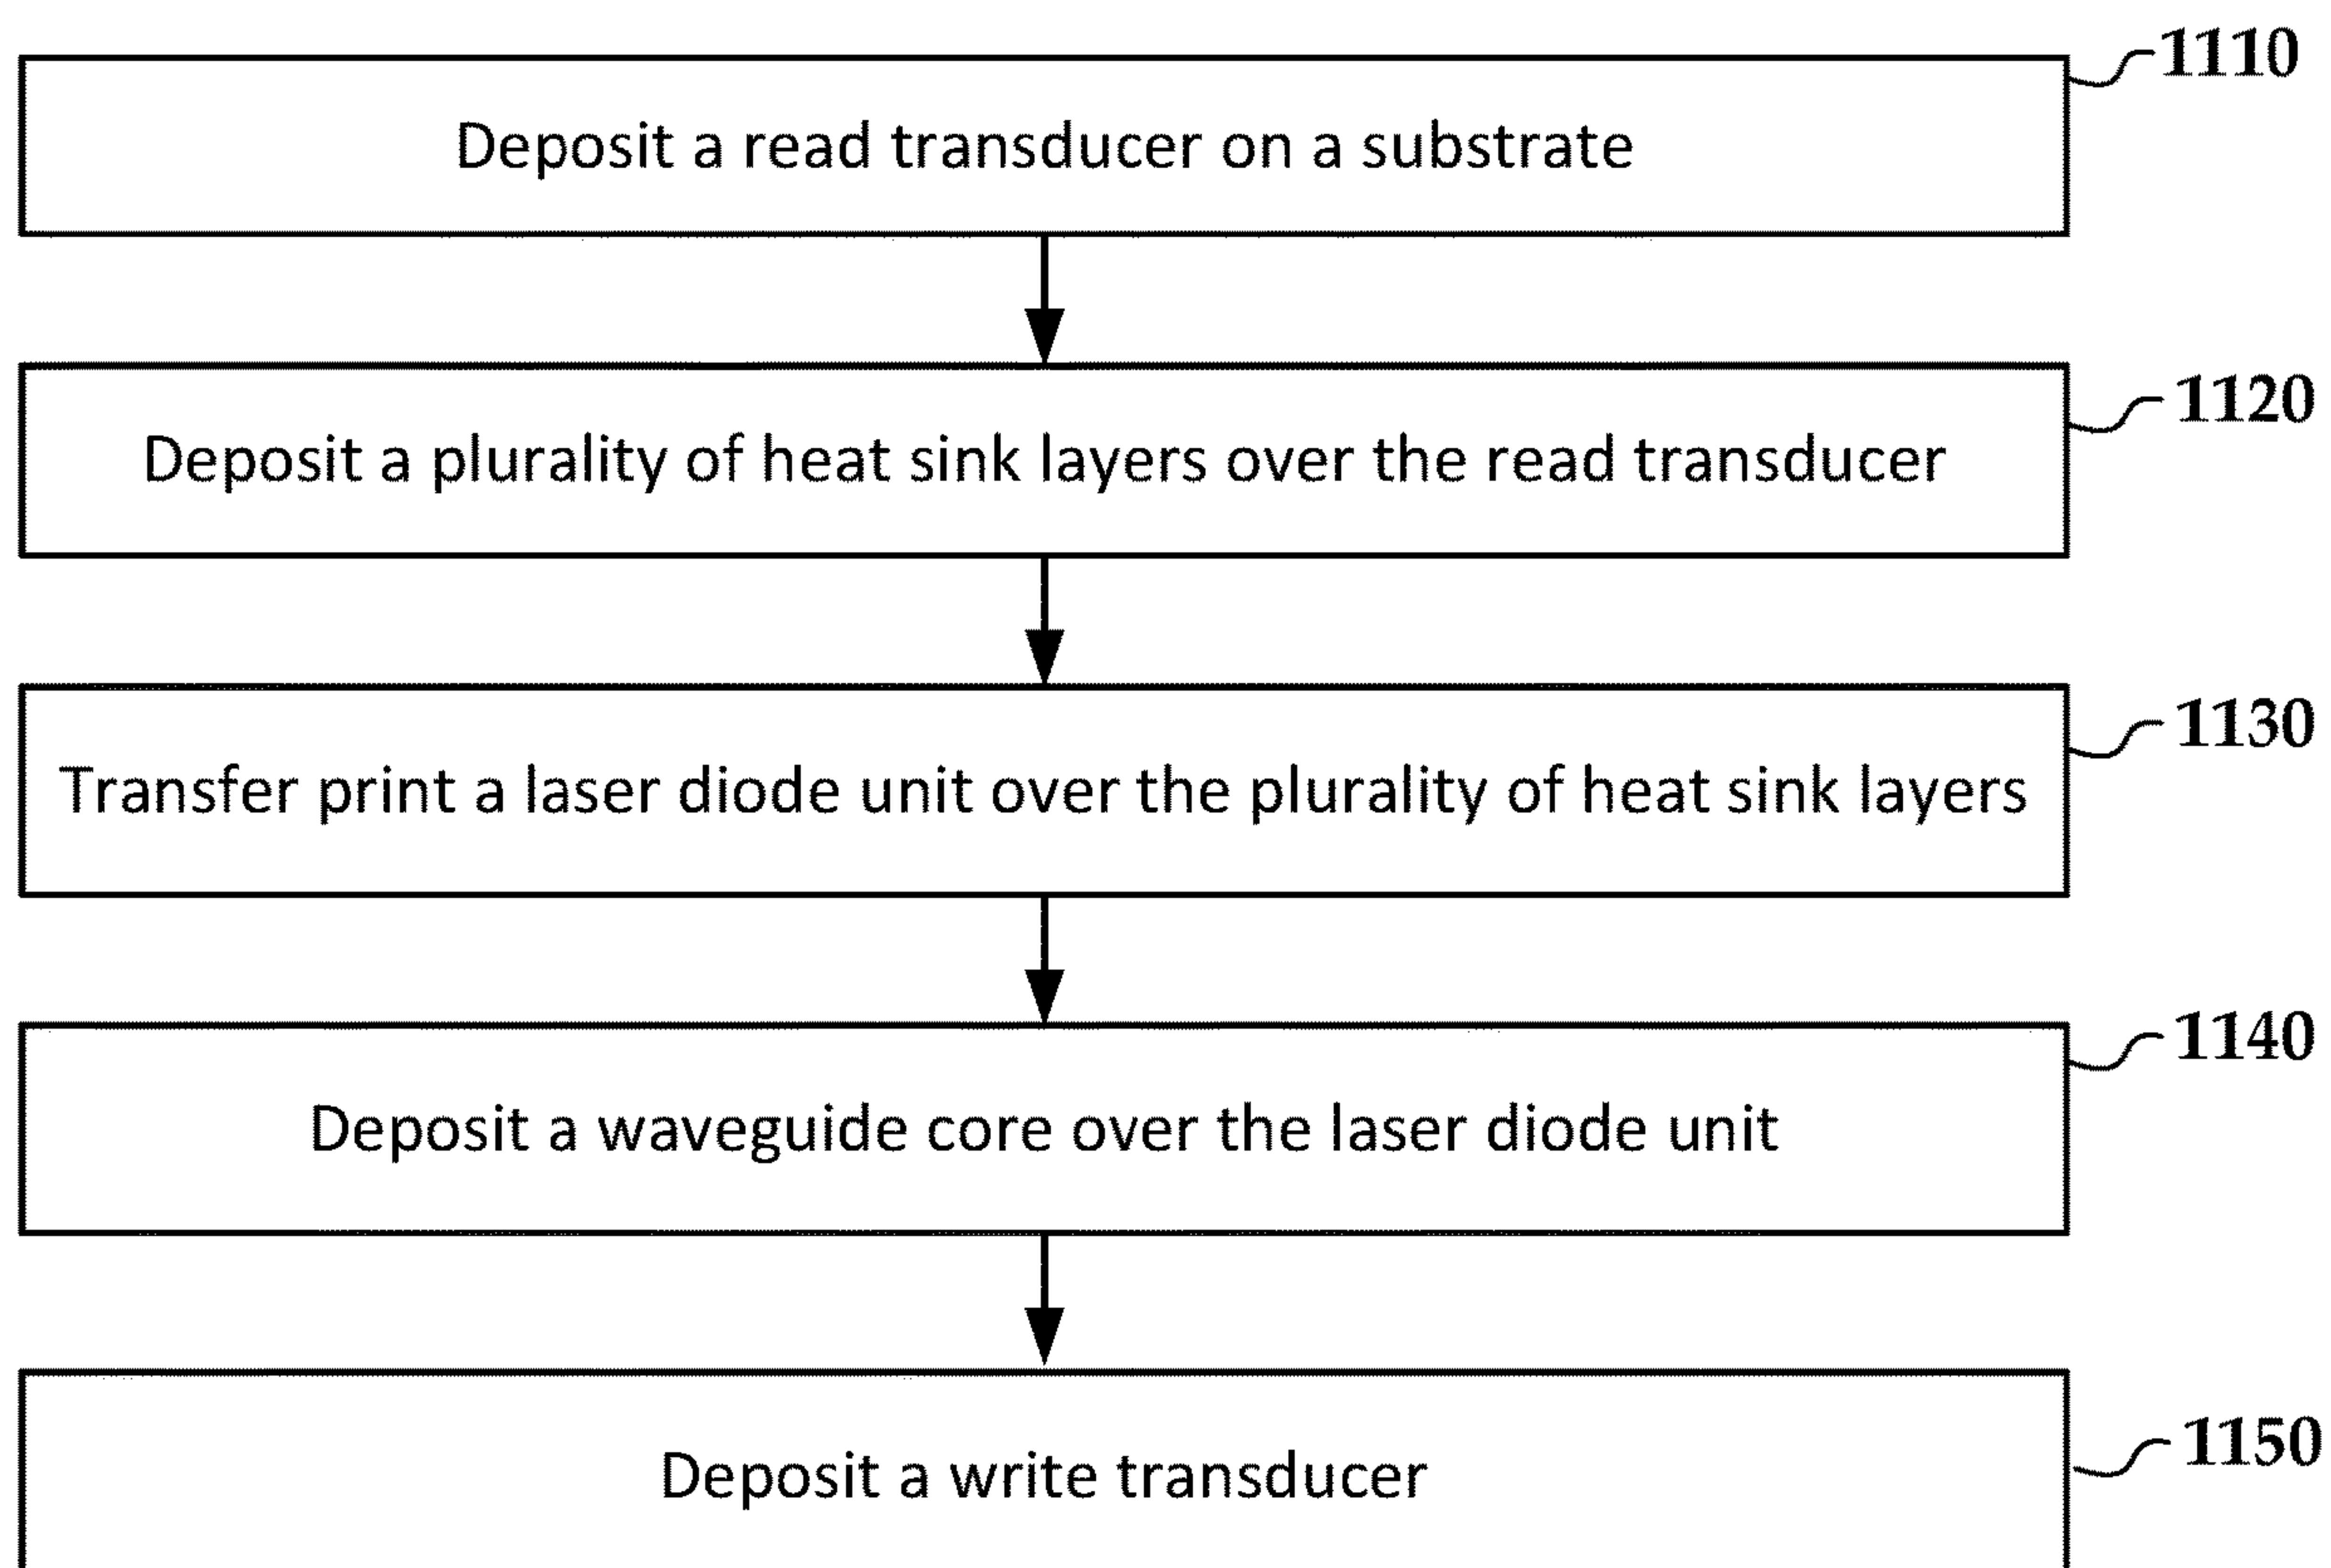 1110
Deposit a read transducer on a substrate
1120
Deposit a plurality of heat sink layers over the read transducer
1130
Transfer print a laser diode unit over the plurality of heat sink layers
1140
Deposit a waveguide core over the laser diode unit
1150
Deposit a write transducer